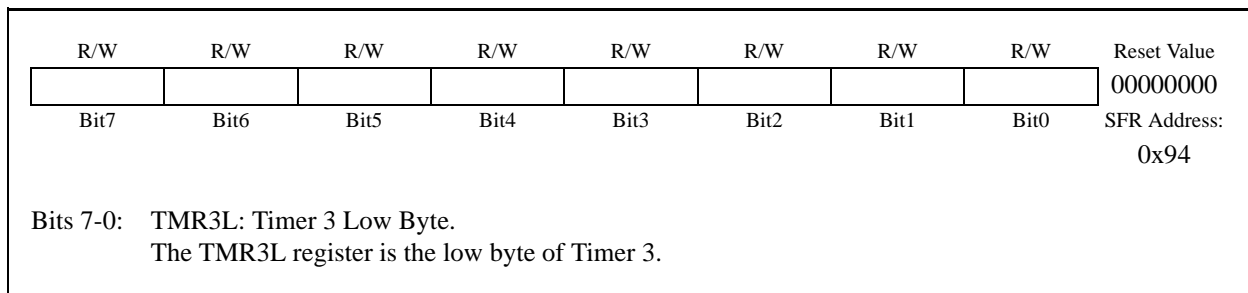 R/W R/W R/W R/W R/W R/W R/W R/W Reset Value
00000000
Bit7 Bit6 Bit5 Bit4 Bit3 Bit2 Bit1 Bit0 SFR Address:
0x94
Bits 7-0: TMR3L: Timer 3 Low Byte.
The TMR3L register is the low byte of Timer 3.